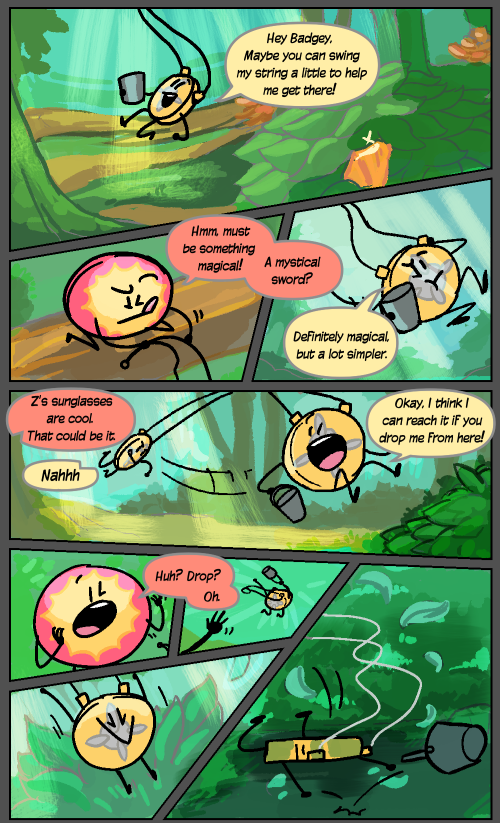 Hey Badgey,
Maybe you can swing
my string a little to help
me get there!
Hmm, must
be something
magical!
A mystical
sword?
Definitely magical,
but a lot simpler.
Z's sunglasses
are cool.
That could be it.
Nahhh
Okay, I think I
can reach it if you
drop me from here!
Huh? Drop?
Oh.